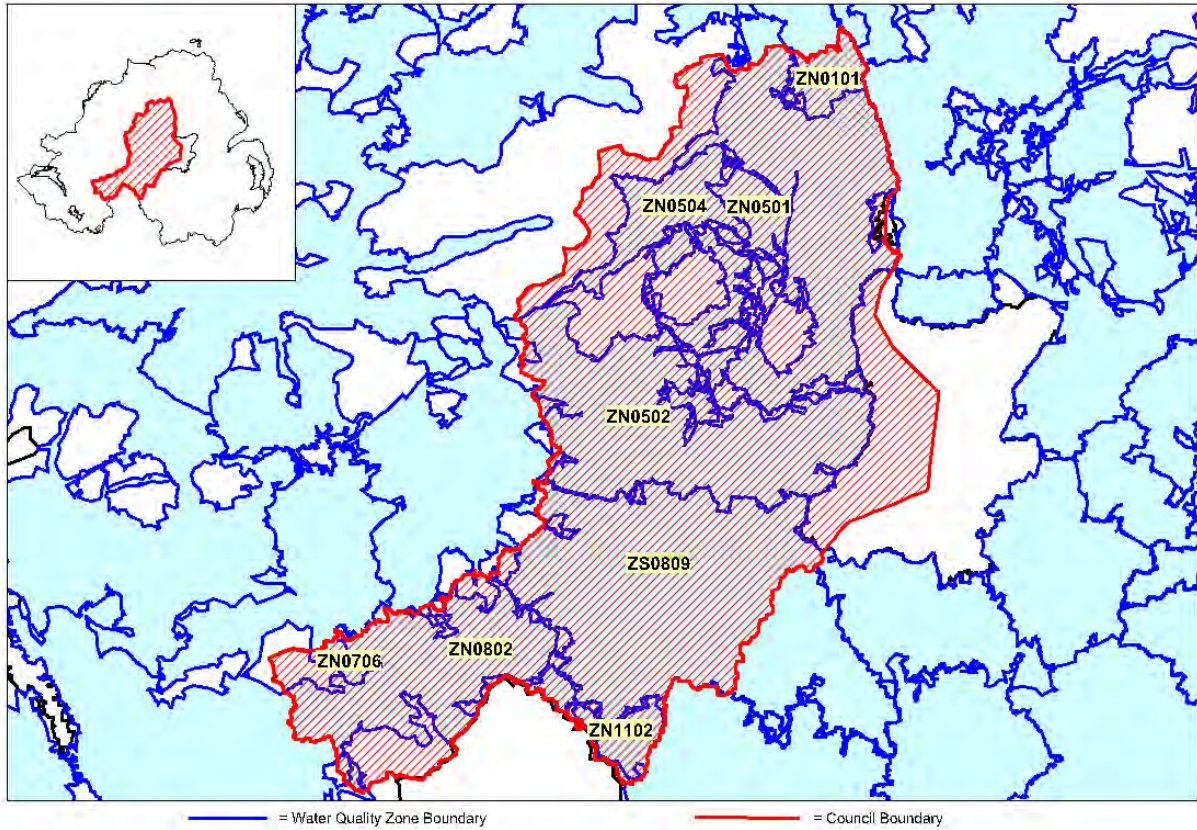 ZN0101
ZN0504
ZN0501
ZN0502
ZS0809
ZN0802
ZN0706
ZN1102
= Water Quality Zone Boundary
= Council Boundary